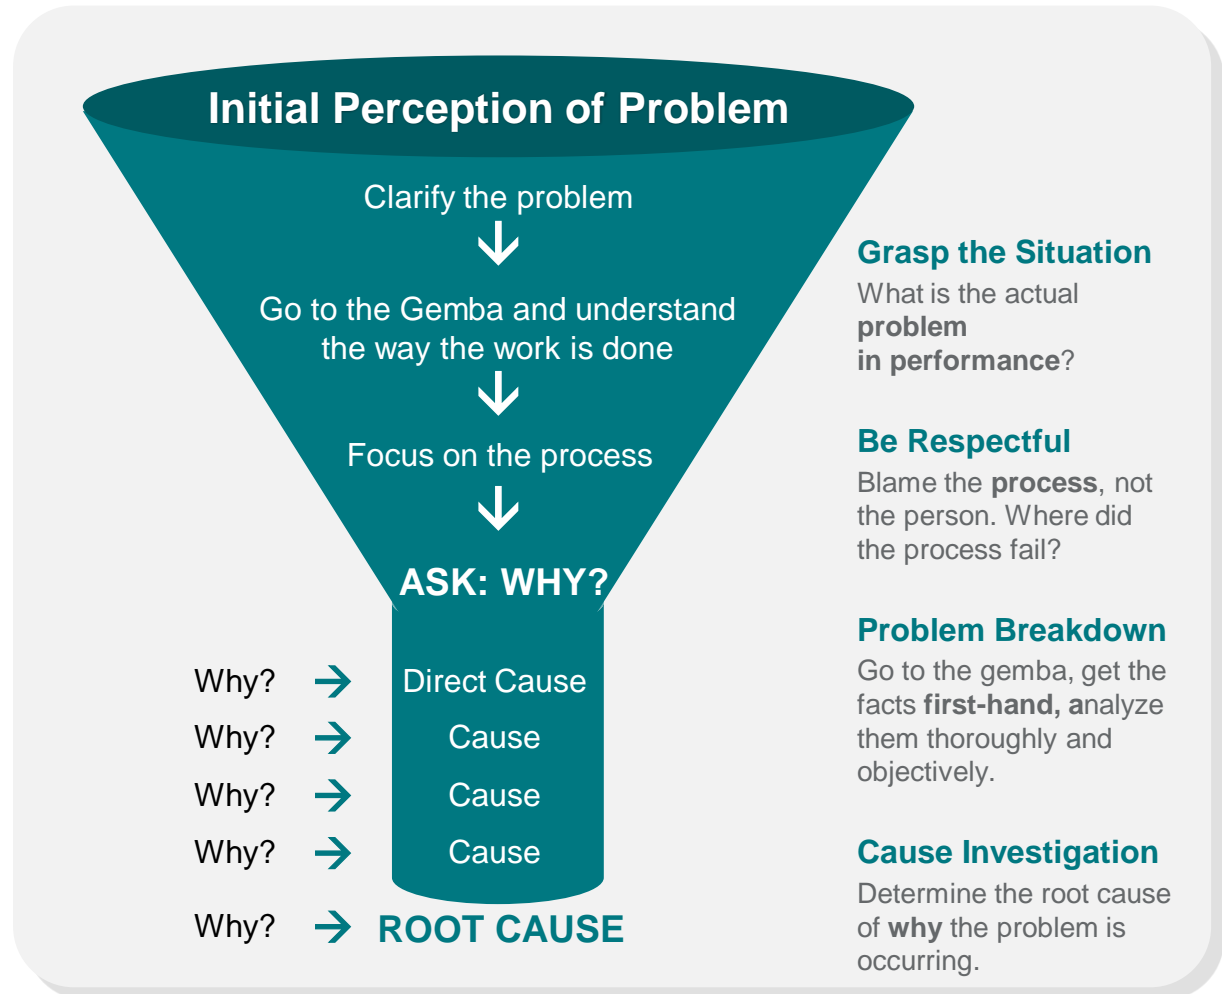 Initial Perception of Problem
Clarify the problem
Go to the Gemba and understand
the way the work is done
Focus on the process
ASK: WHY?
Why? → Direct Cause
Why? → Cause
Why? → Cause
Why? → Cause
Why? → ROOT CAUSE
Grasp the Situation
What is the actual
problem
in performance?
Be Respectful
Blame the process, not
the person. Where did
the process fail?
Problem Breakdown
Go to the gemba, get the
facts first-hand, analyze
them thoroughly and
objectively.
Cause Investigation
Determine the root cause
of why the problem is
occurring.